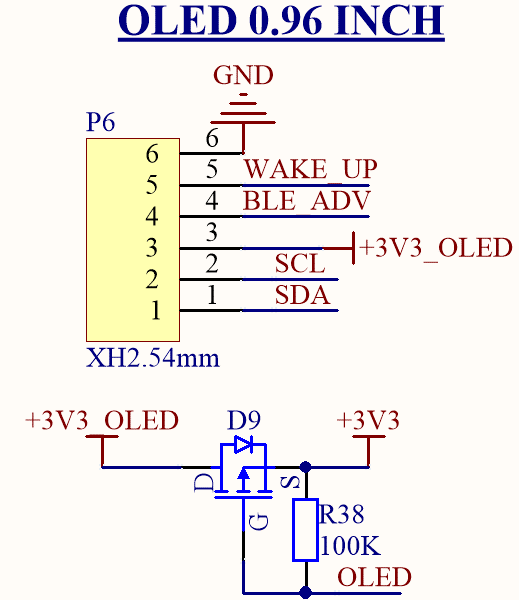 OLED 0.96 INCH
GND
P6
6 6
5 5 WAKE_UP
4 4 BLE_ADV
3 3 +3V3_OLED
2 2 SCL
1 1 SDA
XH2.54mm
+3V3_OLED D9 +3V3
D S
G R38
100K
OLED